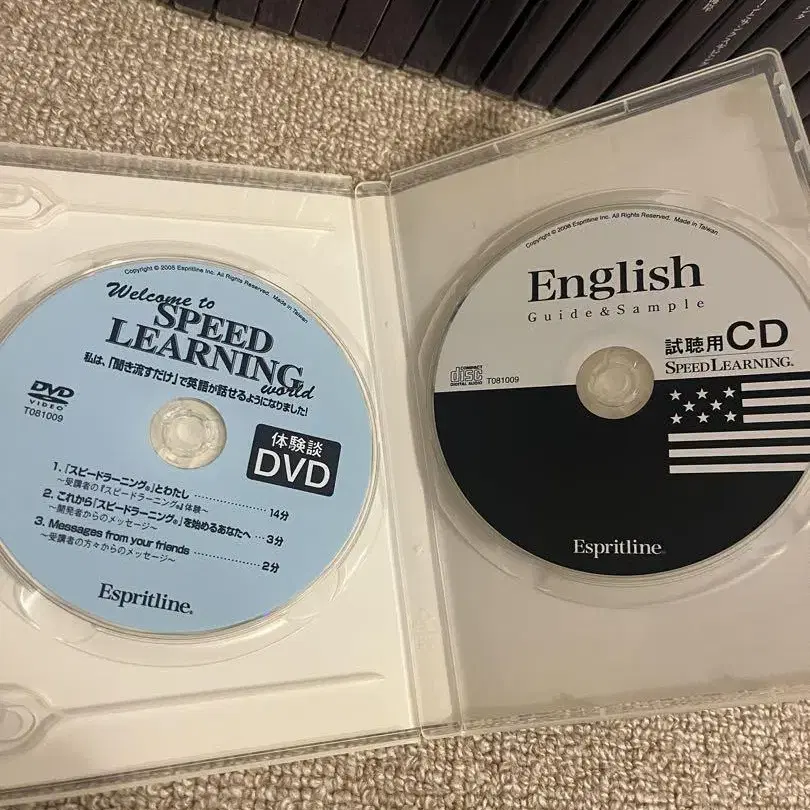 Copyright © 2008 Espritline Inc. All Rights Reserved. Made in Taiwan
Welcome to
SPEED
LEARNING®
world
私は、「聞き流すだけ」で英語が話せるようになりました!
DVD
VIDEO
T081009
体験談
DVD
1.「スピードラーニング®」とわたし ………………… 14分
～受講者の『スピードラーニング®』体験～
2. これから「スピードラーニング®」を始めるあなたへ … 3分
～開発者からのメッセージ～
3. Messages from your friends ……………… 2分
～受講者の方々からのメッセージ～
Espritline®
Copyright © 2008 Espritline Inc. All Rights Reserved. Made in Taiwan
English
Guide & Sample
試聴用CD
SPEED LEARNING®
COMPACT
disc
DIGITAL AUDIO
T081009
Espritline